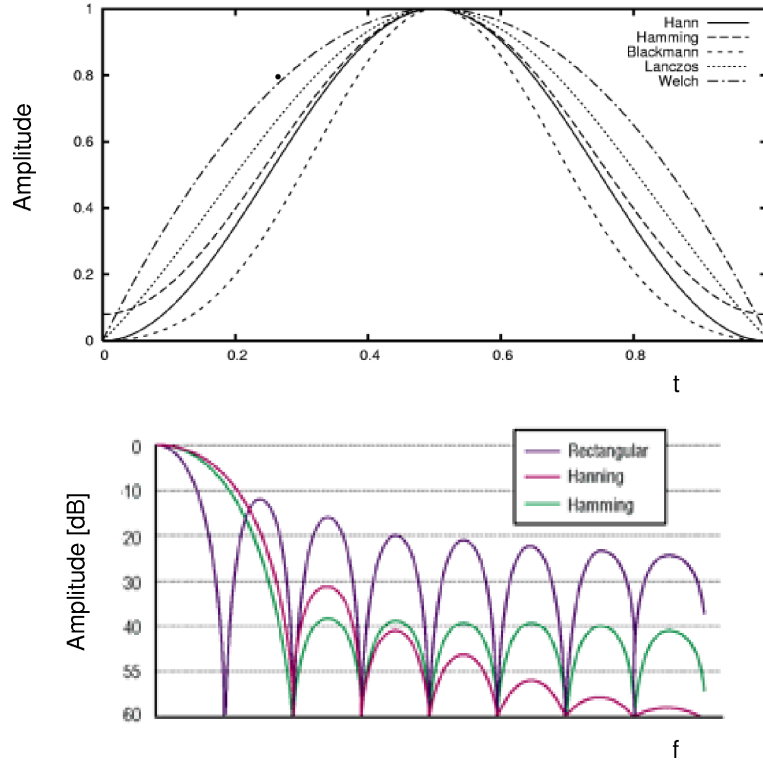 Amplitude
1
0.8
0.6
0.4
0.2
0
0 0.2 0.4 0.6 0.8
t
Hann
Hamming
Blackmann
Lanczos
Welch
Amplitude [dB]
0
-10
20
30
40
55
60
Rectangular
Hanning
Hamming
f